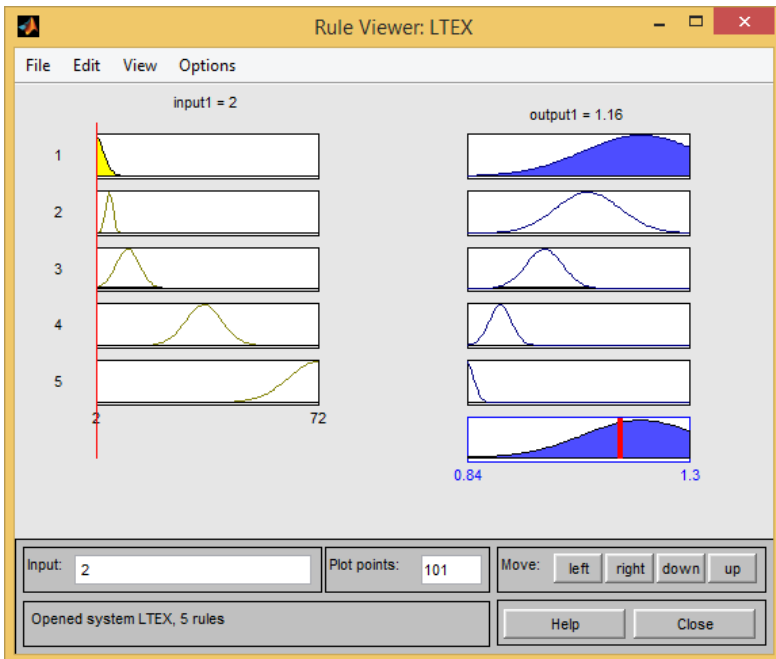 Rule Viewer: LTEX
File Edit View Options
input1 = 2
output1 = 1.16
1
2
3
4
5
2 72
0.84 1.3
Input: 2
Plot points: 101
Move: left right down up
Opened system LTEX, 5 rules
Help Close